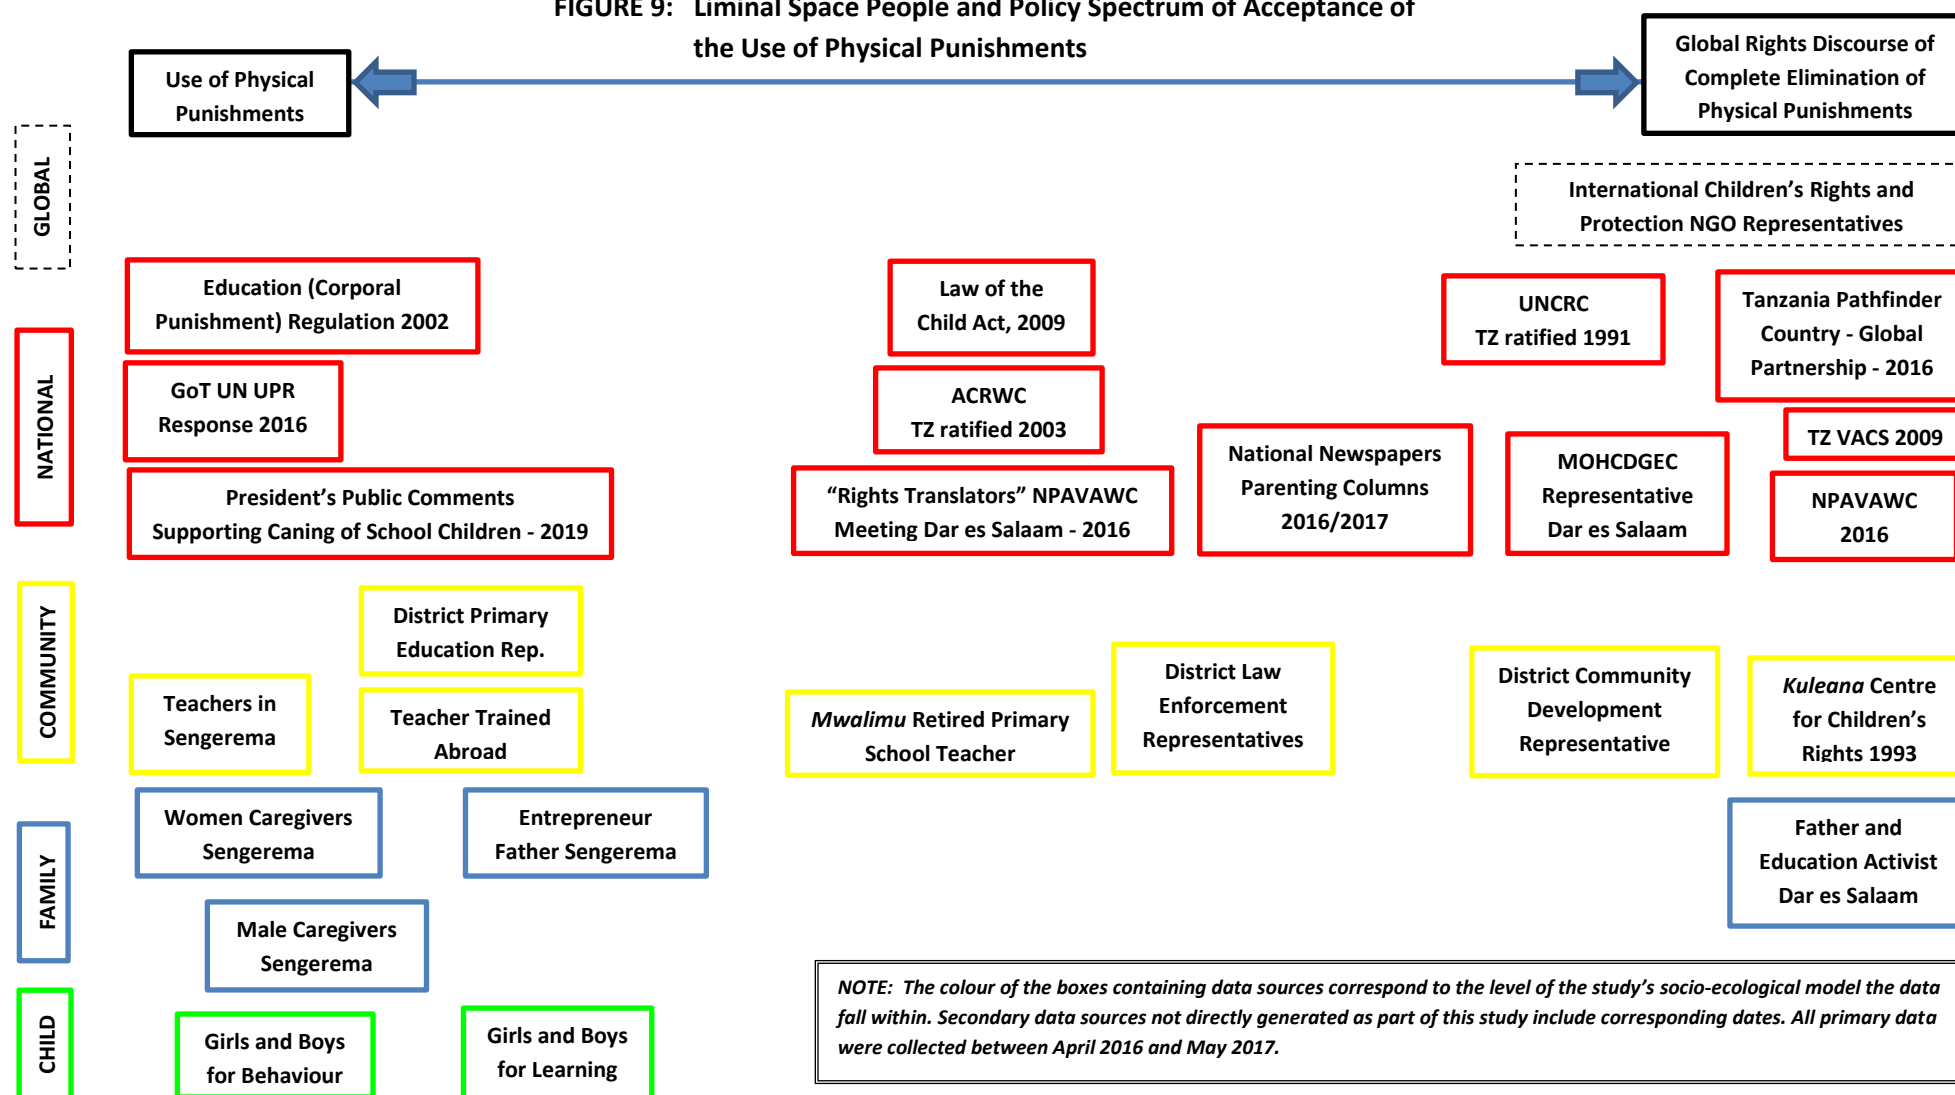 FIGURE 9: Liminal Space People and Policy Spectrum of Acceptance of
the Use of Physical Punishments
Use of Physical
Punishments
Global Rights Discourse of
Complete Elimination of
Physical Punishments
GLOBAL
International Children's Rights and
Protection NGO Representatives
NATIONAL
Education (Corporal
Punishment) Regulation 2002
GoT UN UPR
Response 2016
President's Public Comments
Supporting Caning of School Children - 2019
Law of the
Child Act, 2009
ACRWC
TZ ratified 2003
"Rights Translators" NPAVAWC
Meeting Dar es Salaam - 2016
National Newspapers
Parenting Columns
2016/2017
UNCRC
TZ ratified 1991
MOHCDGEC
Representative
Dar es Salaam
Tanzania Pathfinder
Country - Global
Partnership - 2016
TZ VACS 2009
NPAVAWC
2016
COMMUNITY
District Primary
Education Rep.
Teachers in
Sengerema
Teacher Trained
Abroad
Mwalimu Retired Primary
School Teacher
District Law
Enforcement
Representatives
District Community
Development
Representative
Kuleana Centre
for Children's
Rights 1993
FAMILY
Women Caregivers
Sengerema
Entrepreneur
Father Sengerema
Male Caregivers
Sengerema
Father and
Education Activist
Dar es Salaam
CHILD
Girls and Boys
for Behaviour
Girls and Boys
for Learning
NOTE: The colour of the boxes containing data sources correspond to the level of the study's socio-ecological model the data
fall within. Secondary data sources not directly generated as part of this study include corresponding dates. All primary data
were collected between April 2016 and May 2017.